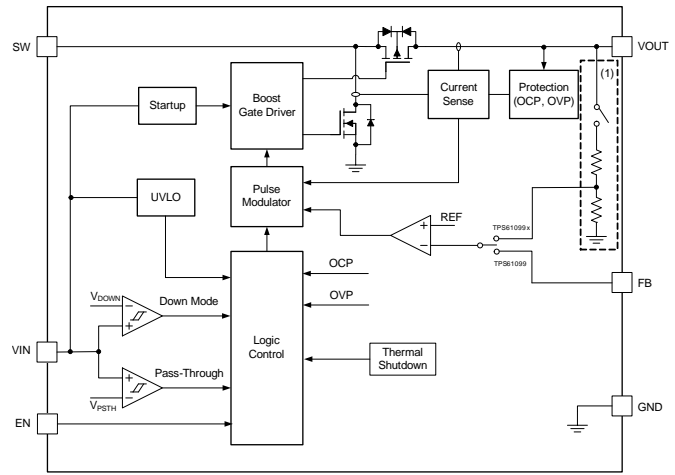 SW
VOUT
(1)
Startup
Boost
Gate Driver
Current
Sense
Protection
(OCP, OVP)
UVLO
Pulse
Modulator
REF
TPS61099x
TPS61099
OCP
FB
VDOWN
Down Mode
OVP
VIN
Logic
Control
Thermal
Shutdown
Pass-Through
VPSTH
GND
EN